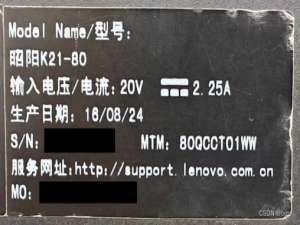 Model Name/型号:
昭阳K21-80
输入电压/电流: 20V 2.25A
生产日期: 16/08/24
S/N:
MTM: 80QCCT01WW
服务网址:http://support.lenovo.com.cn
MO: